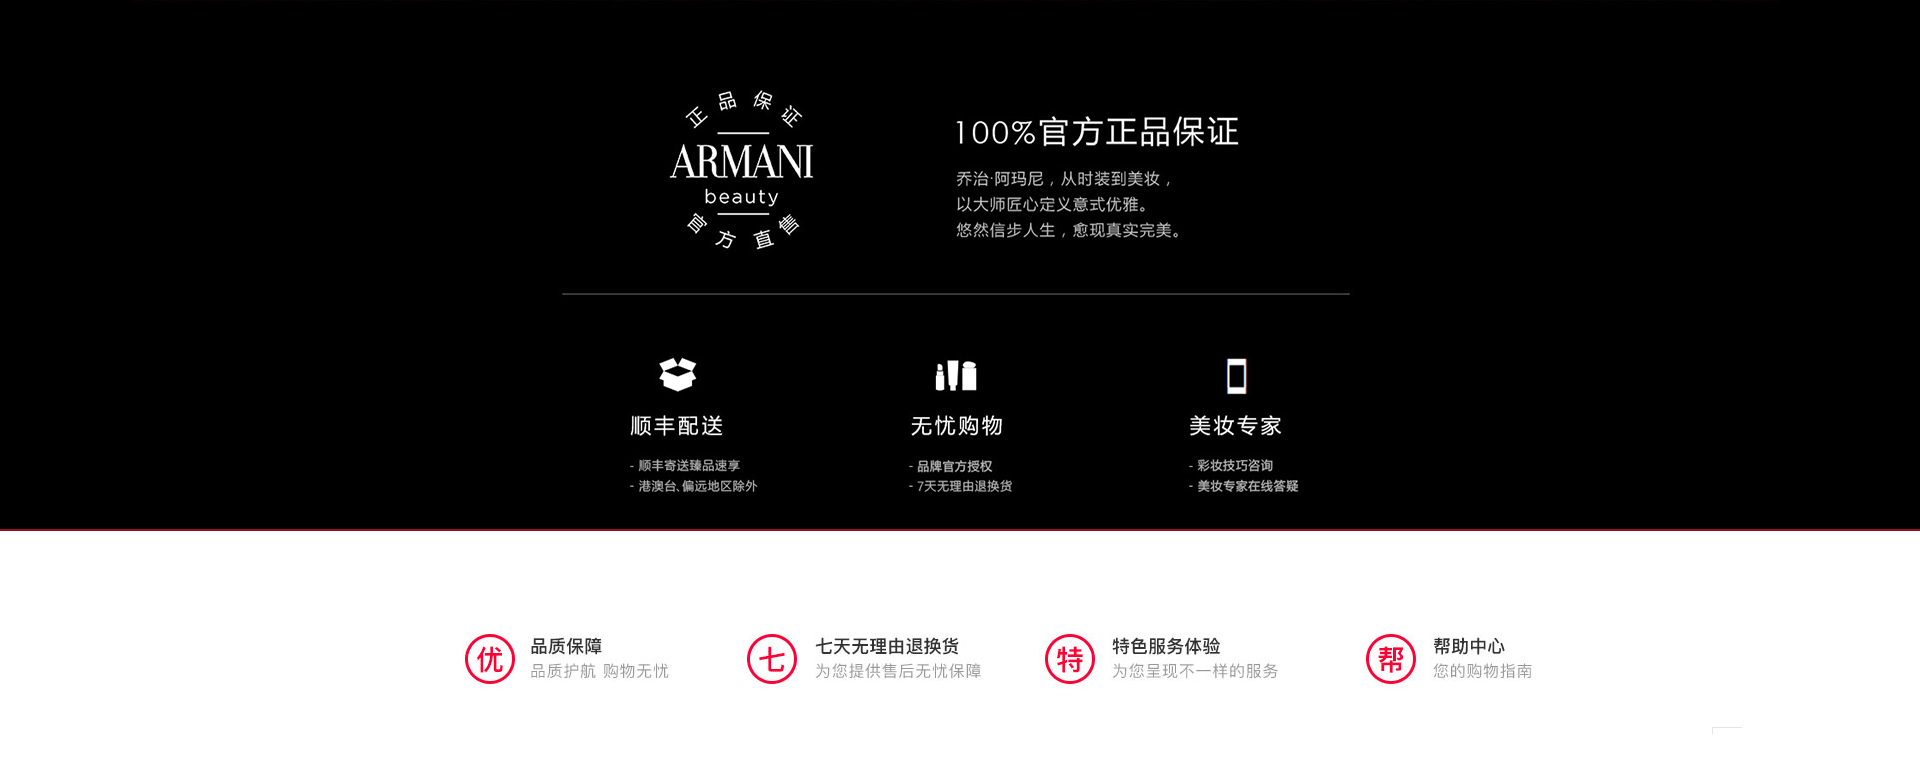 正品保证
ARMANI
beauty
官方直售
100%官方正品保证
乔治·阿玛尼，从时装到美妆，
以大师匠心定义意式优雅。
悠然信步人生，愈现真实完美。
顺丰配送
- 顺丰寄送臻品速享
- 港澳台、偏远地区除外
无忧购物
- 品牌官方授权
- 7天无理由退换货
美妆专家
- 彩妆技巧咨询
- 美妆专家在线答疑
优
品质保障
品质护航 购物无忧
七
七天无理由退换货
为您提供售后无忧保障
特
特色服务体验
为您呈现不一样的服务
帮
帮助中心
您的购物指南